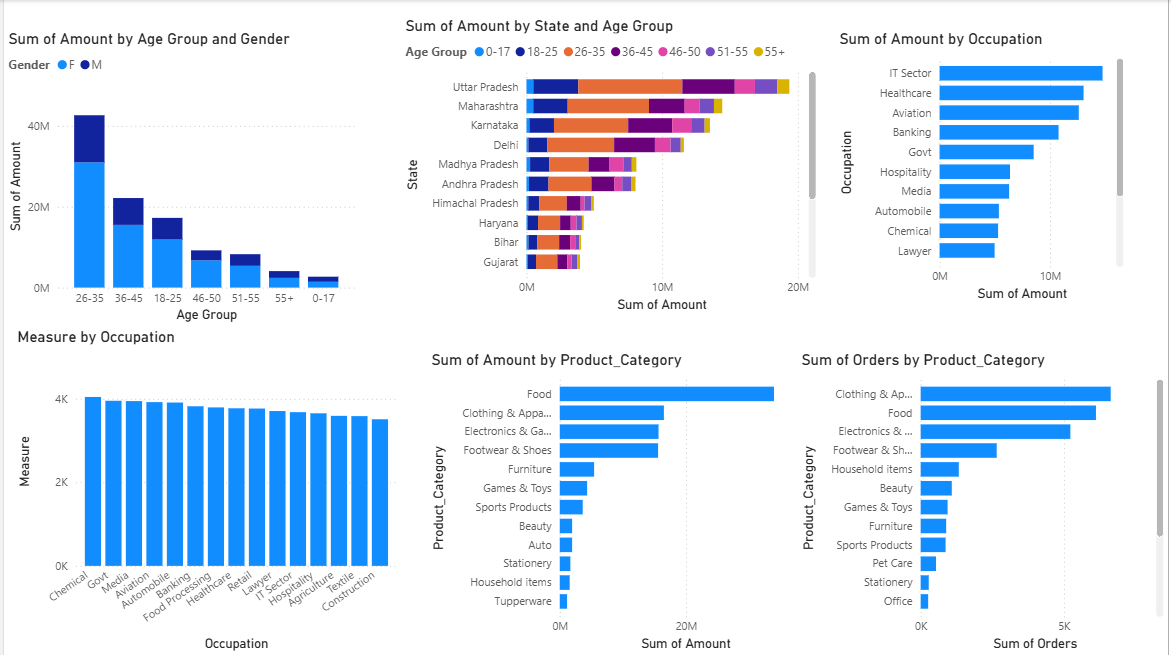 Sum of Amount by Age Group and Gender
Gender F M
Sum of Amount
40M
20M
0M
26-35 36-45 18-25 46-50 51-55 55+ 0-17
Age Group
Sum of Amount by State and Age Group
Age Group 0-17 18-25 26-35 36-45 46-50 51-55 55+
State
Uttar Pradesh
Maharashtra
Karnataka
Delhi
Madhya Pradesh
Andhra Pradesh
Himachal Pradesh
Haryana
Bihar
Gujarat
0M 10M 20M
Sum of Amount
Sum of Amount by Occupation
Occupation
IT Sector
Healthcare
Aviation
Banking
Govt
Hospitality
Media
Automobile
Chemical
Lawyer
0M 10M
Sum of Amount
Measure by Occupation
Measure
4K
2K
0K
Chemical Govt Media Aviation Automobile Banking Food Processing Healthcare Retail Lawyer IT Sector Hospitality Agriculture Textile Construction
Occupation
Sum of Amount by Product_Category
Product_Category
Food
Clothing & Appa...
Electronics & Ga...
Footwear & Shoes
Furniture
Games & Toys
Sports Products
Beauty
Auto
Stationery
Household items
Tupperware
0M 20M
Sum of Amount
Sum of Orders by Product_Category
Product_Category
Clothing & Ap...
Food
Electronics & ...
Footwear & Sh...
Household items
Beauty
Games & Toys
Furniture
Sports Products
Pet Care
Stationery
Office
0K 5K
Sum of Orders